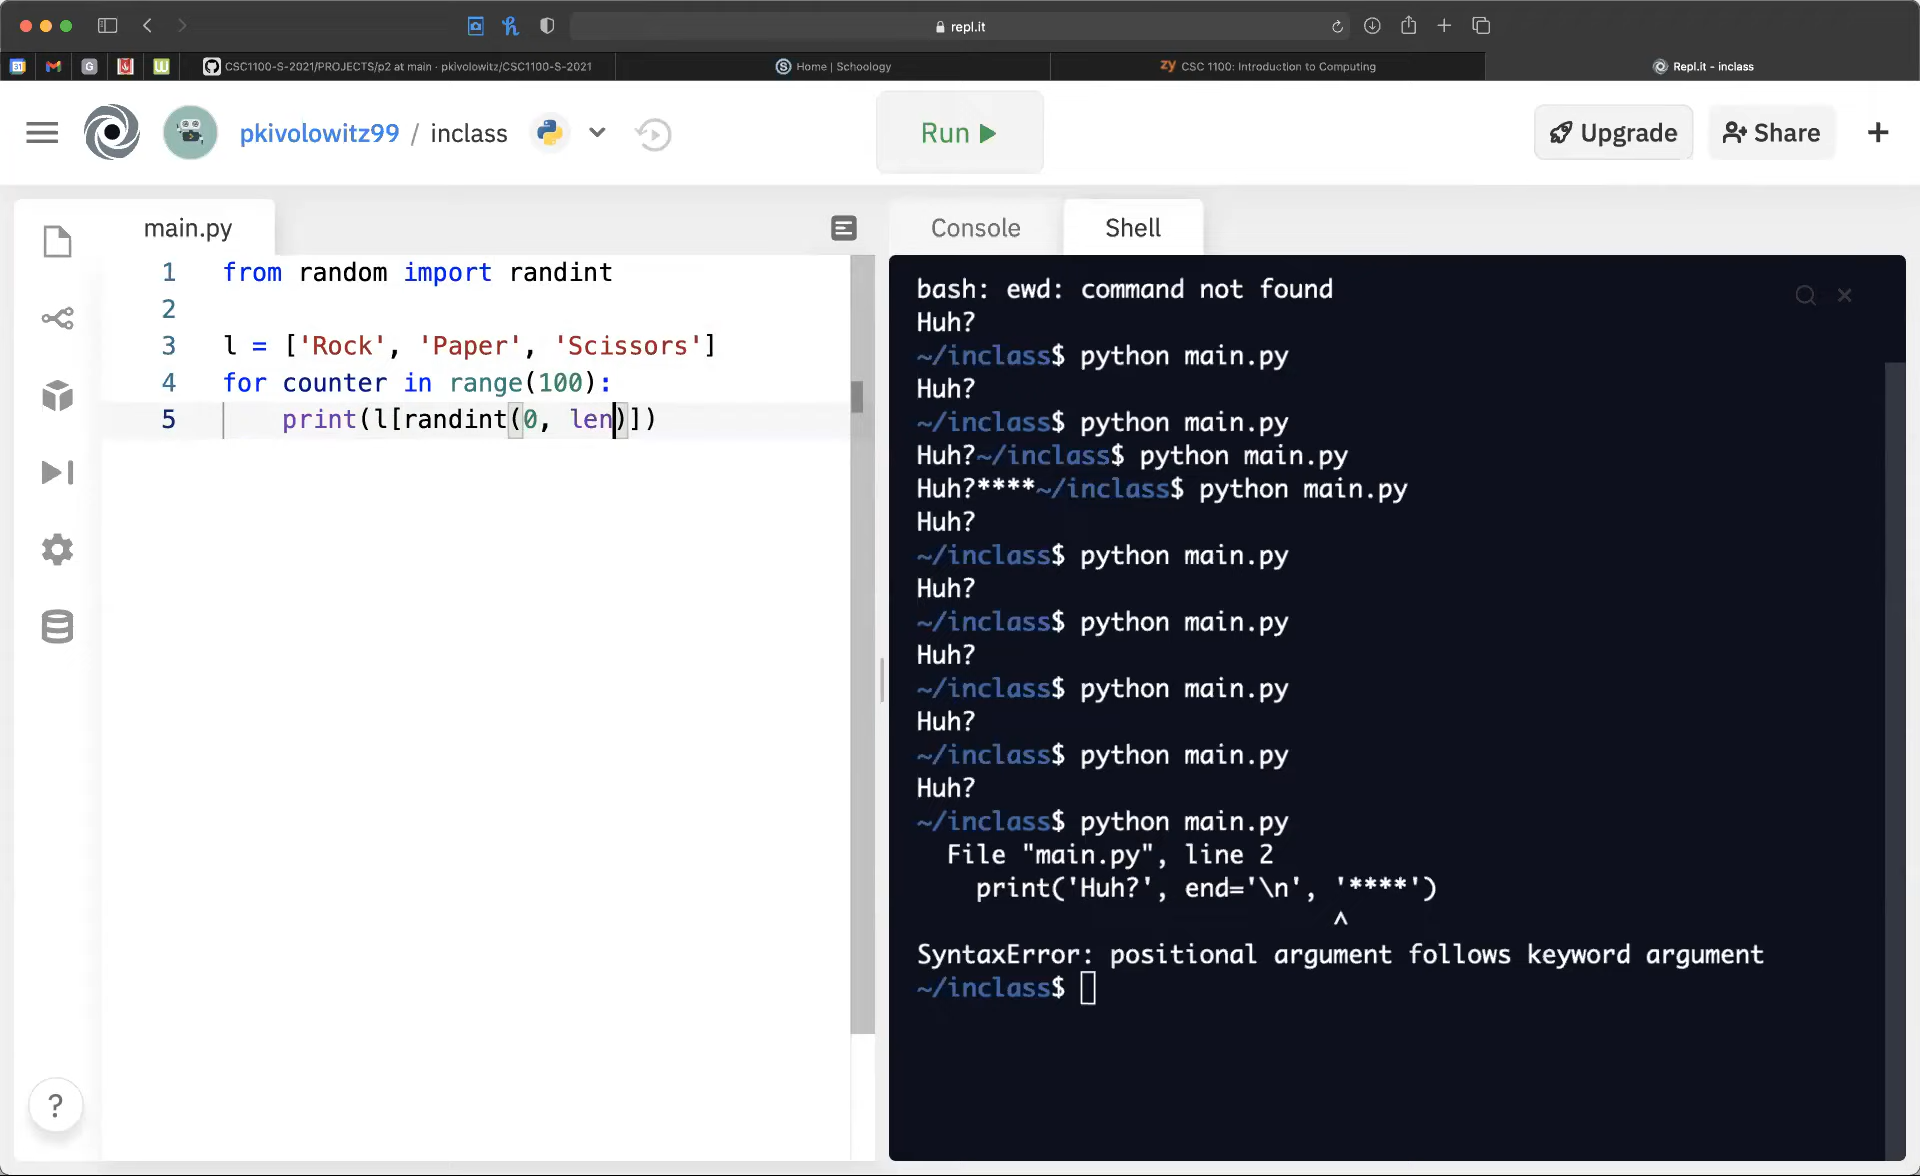 repl.it
31
G
W
CSC1100-S-2021/PROJECTS/p2 at main · pkivolowitz/CSC1100-S-2021
S Home | Schoology
zy CSC 1100: Introduction to Computing
Repl.it - inclass
pkivolowitz99 / inclass
Run
Upgrade
Share
+
main.py
Console
Shell
1 from random import randint
2
3 l = ['Rock', 'Paper', 'Scissors']
4 for counter in range(100):
5 print(l[randint(0, len)])
?
bash: ewd: command not found
Huh?
~/inclass$ python main.py
Huh?
~/inclass$ python main.py
Huh?~/inclass$ python main.py
Huh?****~/inclass$ python main.py
Huh?
~/inclass$ python main.py
Huh?
~/inclass$ python main.py
Huh?
~/inclass$ python main.py
Huh?
~/inclass$ python main.py
Huh?
~/inclass$ python main.py
File "main.py", line 2
print('Huh?', end='\n', '****')
^
SyntaxError: positional argument follows keyword argument
~/inclass$